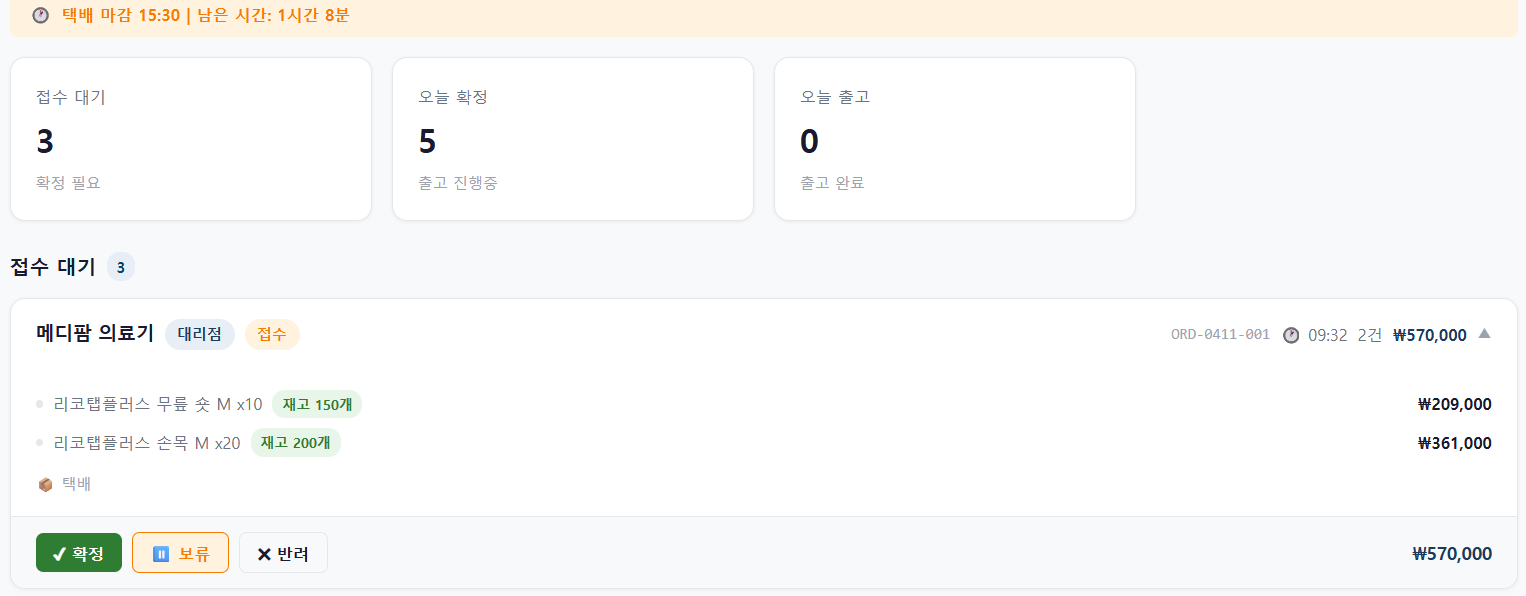 택배 마감 15:30 | 남은 시간: 1시간 8분
접수 대기
3
확정 필요
오늘 확정
5
출고 진행중
오늘 출고
0
출고 완료
접수 대기 3
메디팜 의료기 대리점 접수 ORD-0411-001 09:32 2건 ₩570,000
리코탭플러스 무릎 숏 M x10 재고 150개 ₩209,000
리코탭플러스 손목 M x20 재고 200개 ₩361,000
택배
확정 보류 반려 ₩570,000